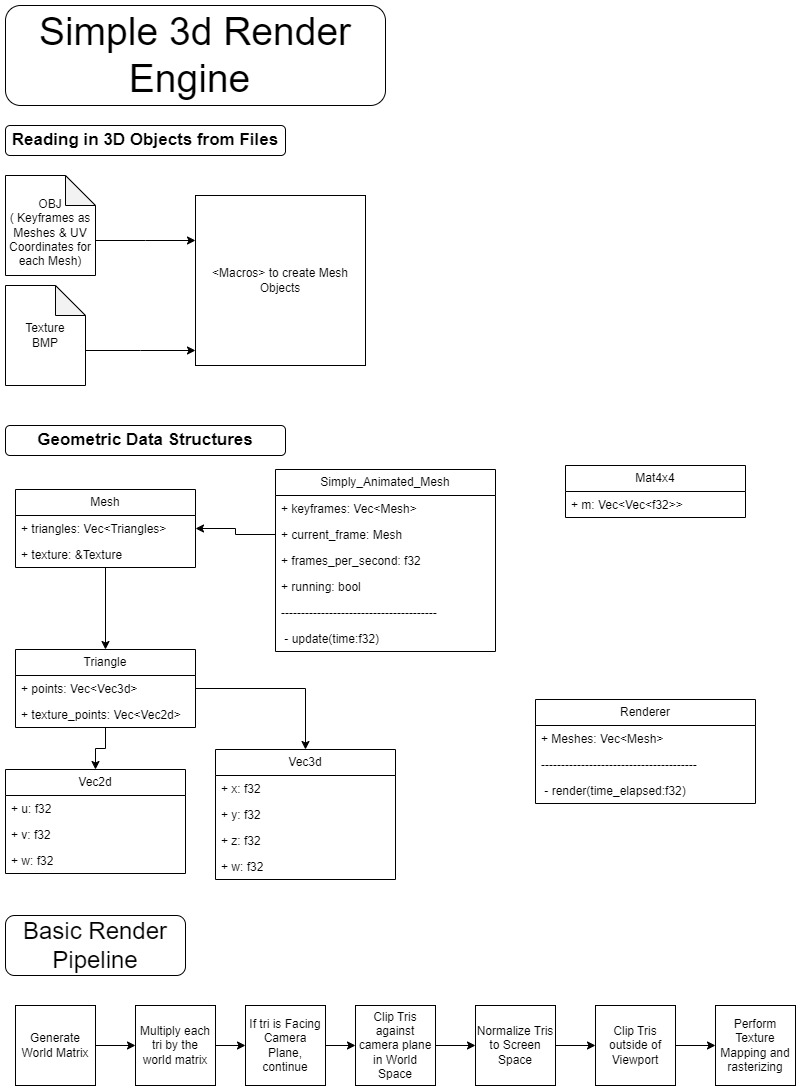 Simple 3d Render
Engine
Reading in 3D Objects from Files
OBJ
( Keyframes as
Meshes & UV
Coordinates for
each Mesh)
<Macros> to create Mesh
Objects
Texture
BMP
Geometric Data Structures
Mesh
+ triangles: Vec<Triangles>
+ texture: &Texture
Simply_Animated_Mesh
+ keyframes: Vec<Mesh>
+ current_frame: Mesh
+ frames_per_second: f32
+ running: bool
---------------------------------------
- update(time:f32)
Mat4x4
+ m: Vec<Vec<f32>>
Triangle
+ points: Vec<Vec3d>
+ texture_points: Vec<Vec2d>
Vec2d
+ u: f32
+ v: f32
+ w: f32
Vec3d
+ x: f32
+ y: f32
+ z: f32
+ w: f32
Renderer
+ Meshes: Vec<Mesh>
---------------------------------------
- render(time_elapsed:f32)
Basic Render
Pipeline
Generate
World Matrix
Multiply each
tri by the
world matrix
If tri is Facing
Camera
Plane,
continue
Clip Tris
against
camera plane
in World
Space
Normalize Tris
to Screen
Space
Clip Tris
outside of
Viewport
Perform
Texture
Mapping and
rasterizing